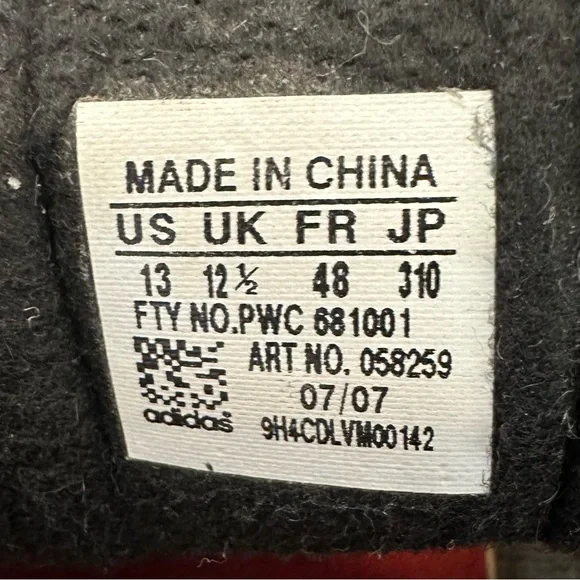 MADE IN CHINA
US UK FR JP
13 12 ½ 48 310
FTY NO.PWC 681001
ART NO. 058259
07/07
adidas
9H4CDLVM00142